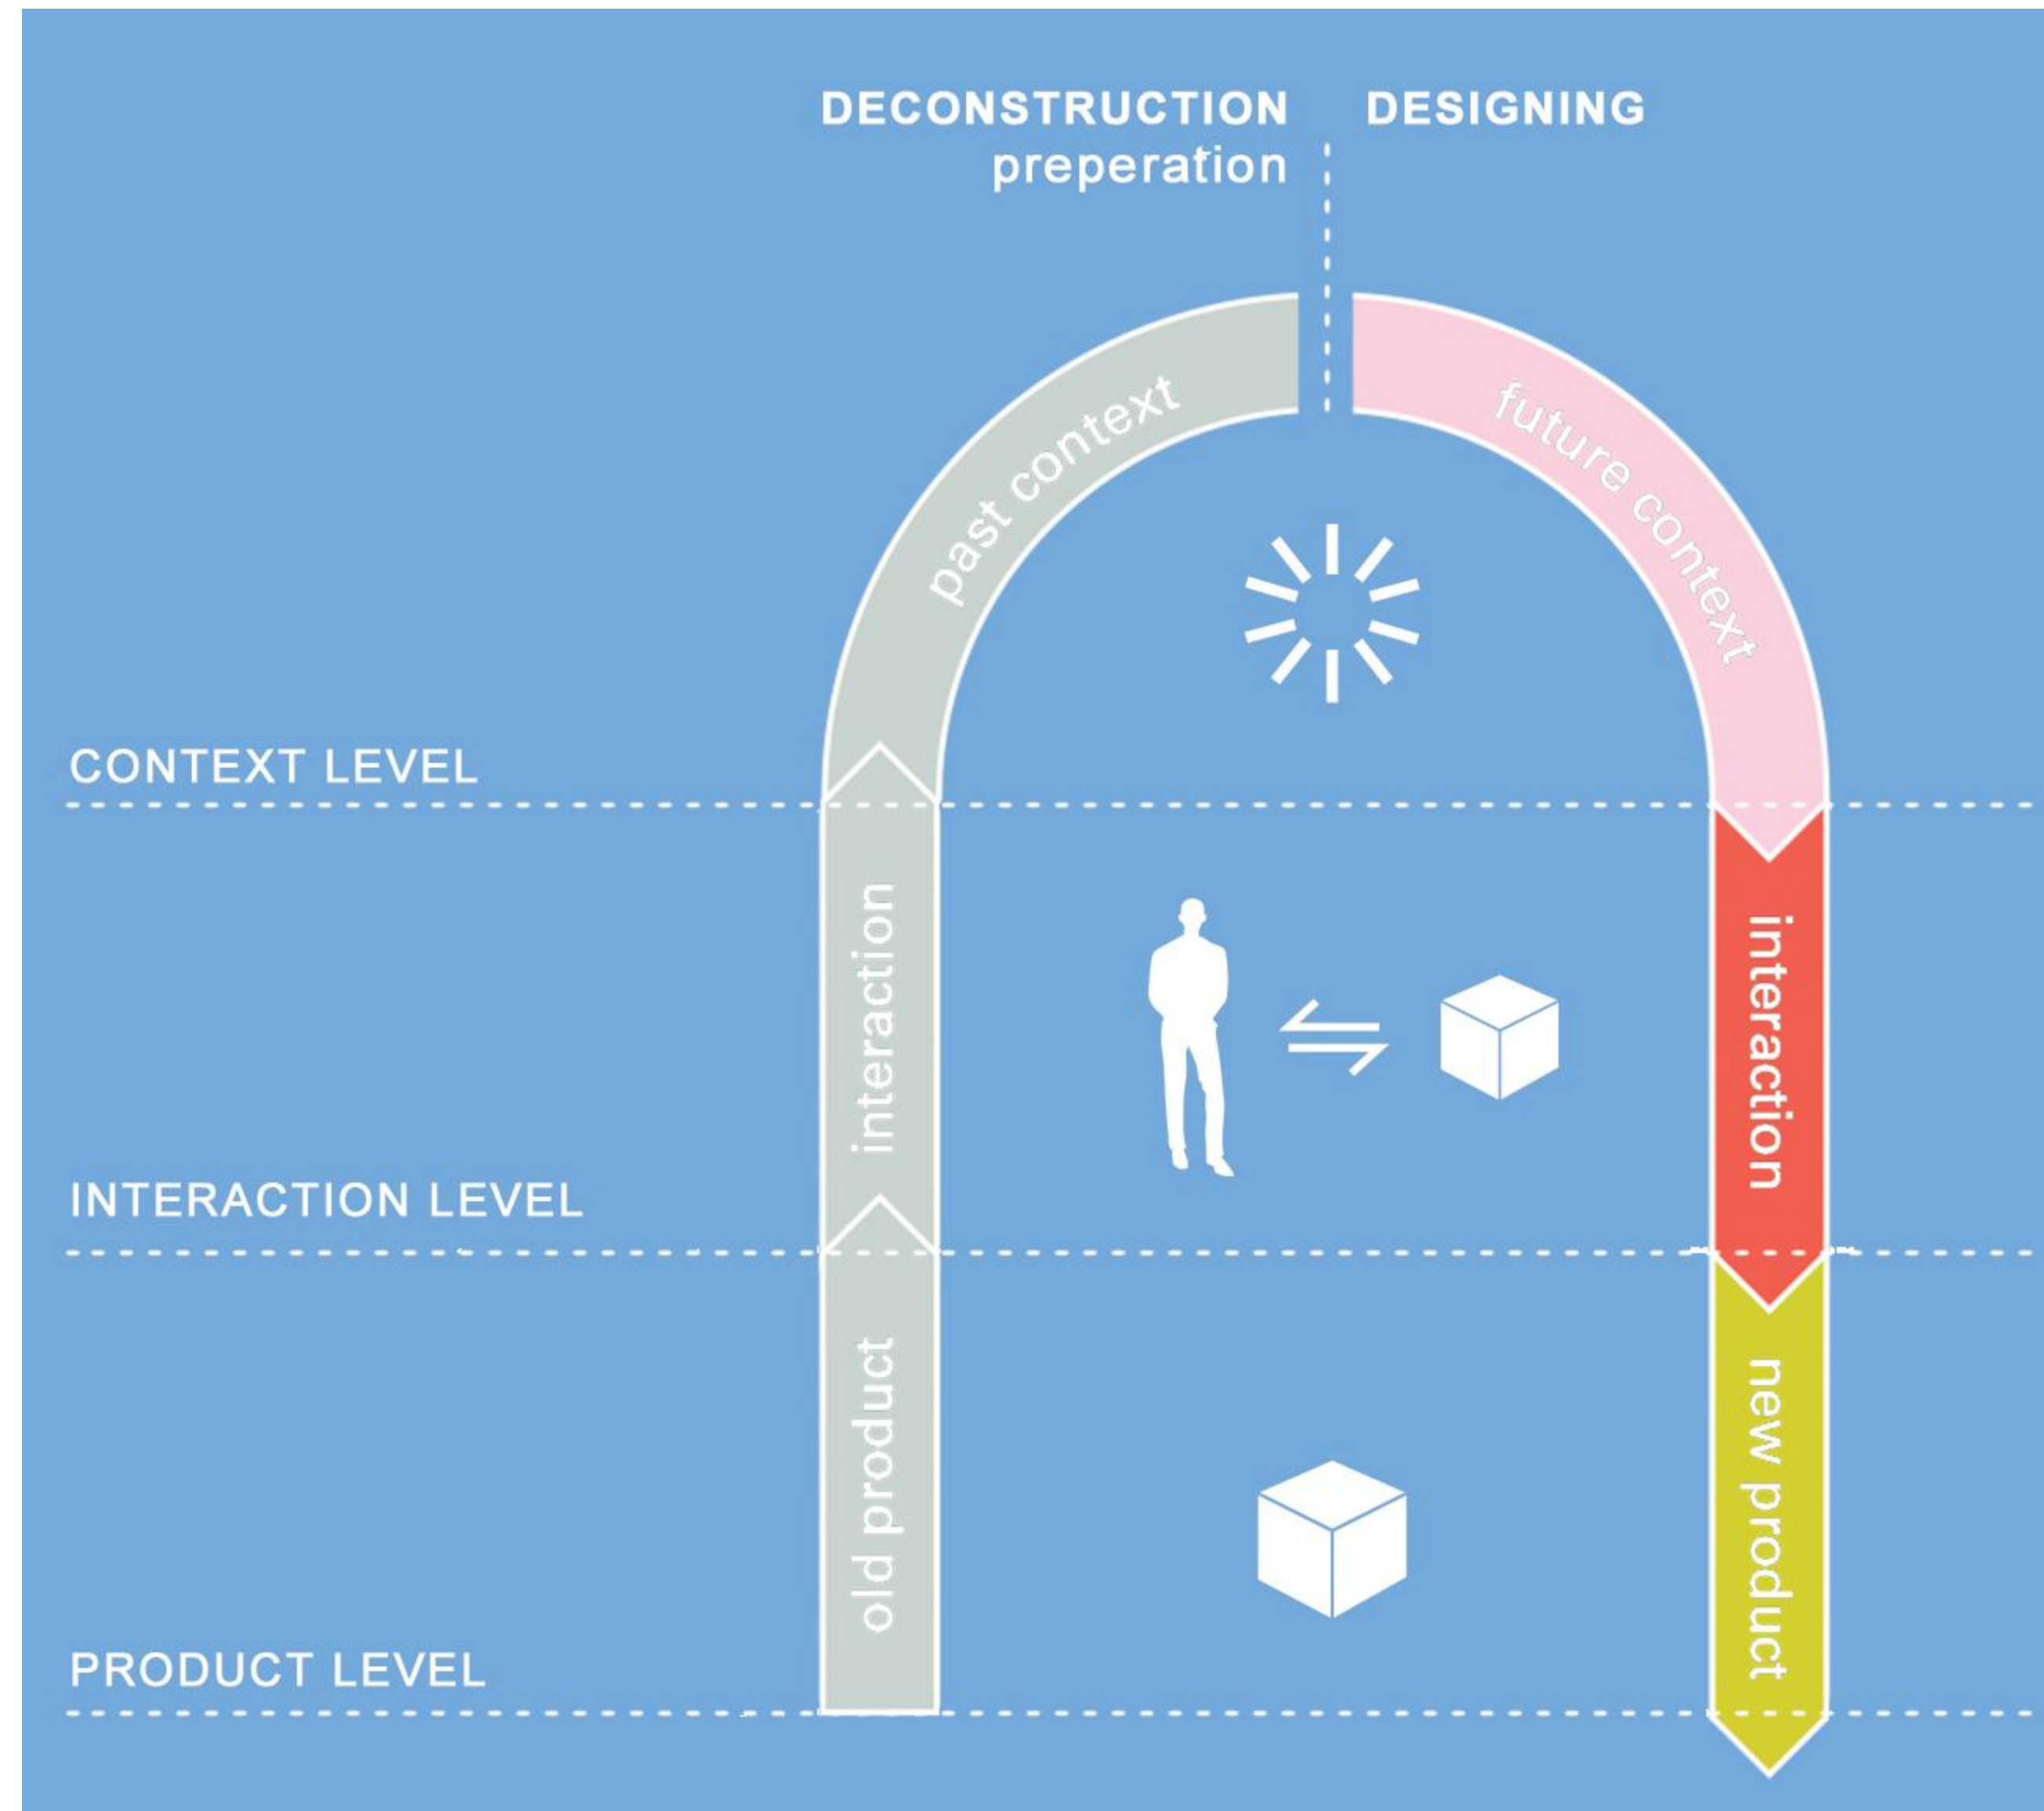 DECONSTRUCTION
preperation
DESIGNING
past context
future context
CONTEXT LEVEL
interaction
interaction
INTERACTION LEVEL
old product
new product
PRODUCT LEVEL